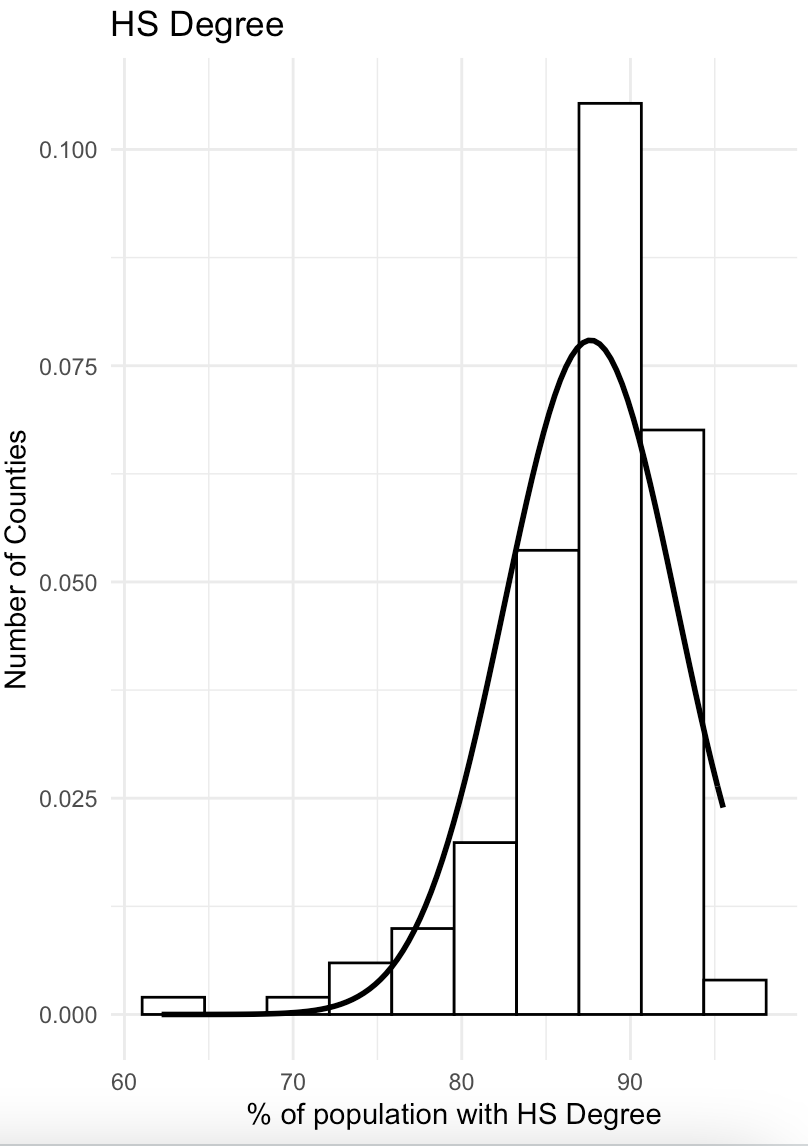 HS Degree
0.100
0.075
0.050
0.025
0.000
Number of Counties
60 70 80 90
% of population with HS Degree